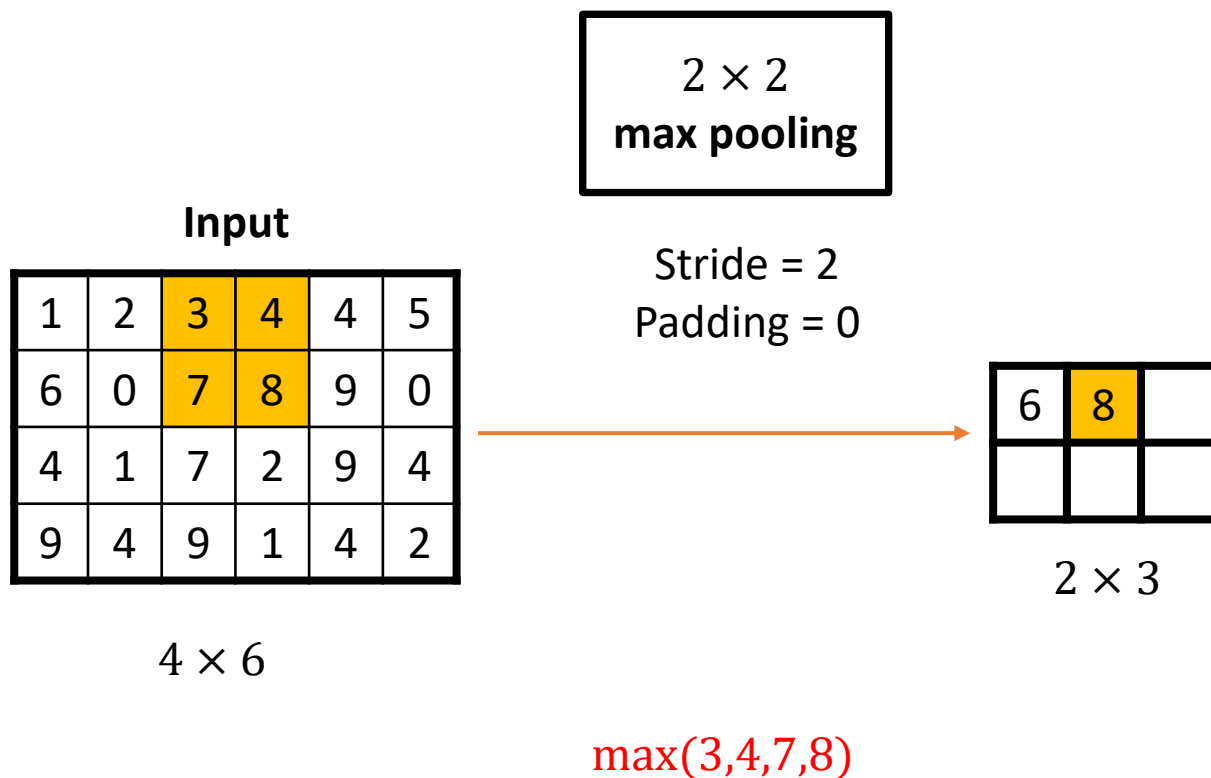 2 × 2
max pooling
Input
Stride = 2
Padding = 0
1 2 3 4 4 5
6 0 7 8 9 0
4 1 7 2 9 4
9 4 9 1 4 2
6 8
2 × 3
4 × 6
max(3,4,7,8)